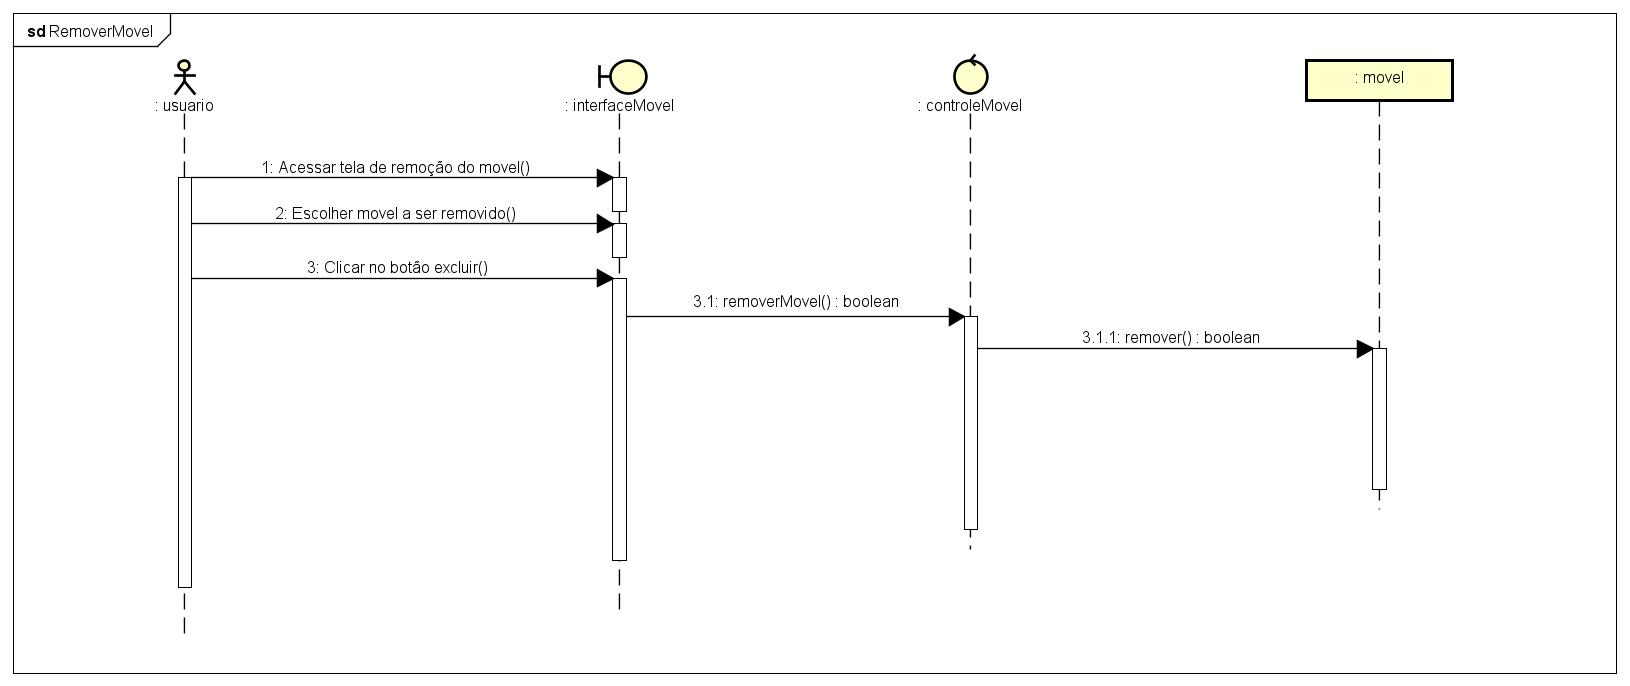 sd RemoverMovel
: usuario
: interfaceMovel
: controleMovel
: movel
1: Acessar tela de remoção do movel()
2: Escolher movel a ser removido()
3: Clicar no botão excluir()
3.1: removerMovel() : boolean
3.1.1: remover() : boolean